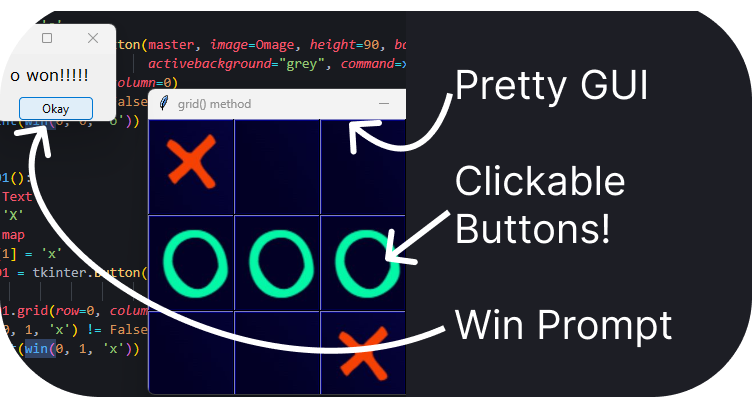 tton(master, image=Omage, height=90, bo
o won!!!!!
activebackground="grey", command=x
Okay
column=0)
False
grid() method
nt(win(0, 0, 'o'))
Pretty GUI
01():
Text
'X'
map
[1] = 'x'
01 = tkinter.Button(
Clickable
Buttons!
1.grid(row=0, colum
0, 1, 'x') != False
t(win(0, 1, 'x'))
Win Prompt